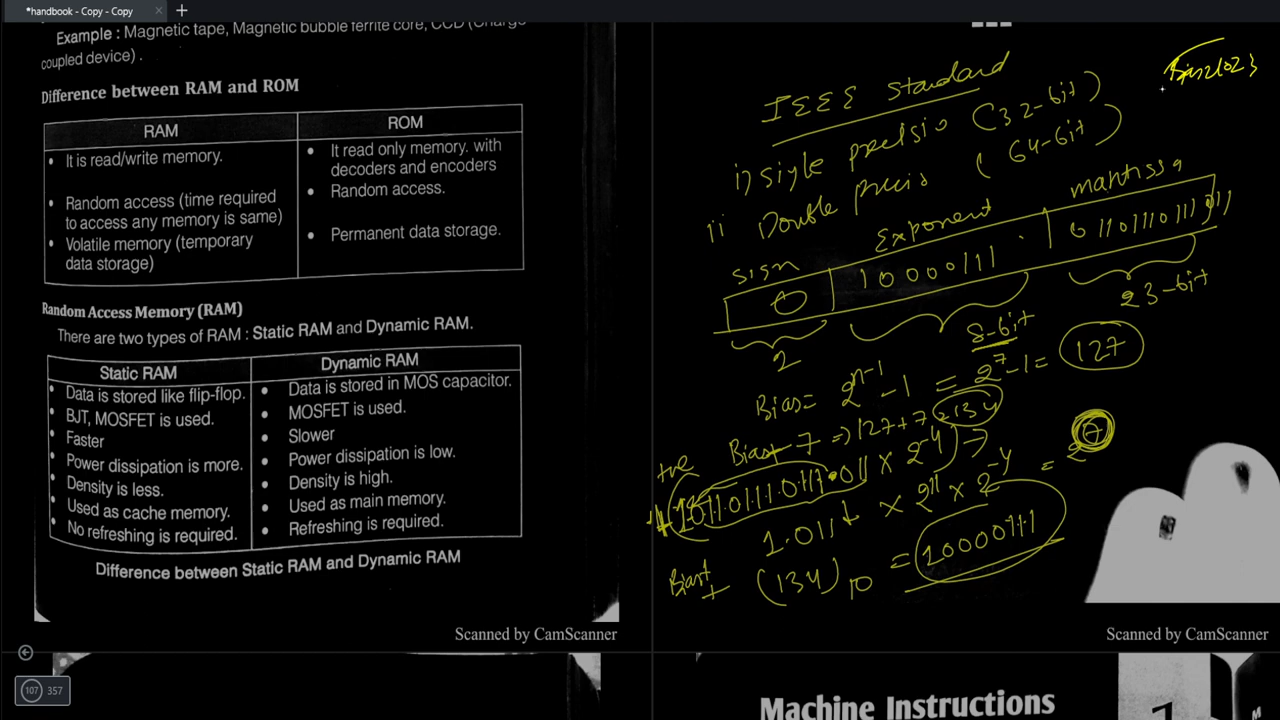 *handbook - Copy - Copy
Example : Magnetic tape, Magnetic bubble ferrite core, CCD (Charge
coupled device) .
Difference between RAM and ROM
RAM
ROM
• It is read/write memory.
• It read only memory. with decoders and encoders
• Random access (time required to access any memory is same)
• Random access.
• Volatile memory (temporary data storage)
• Permanent data storage.
Random Access Memory (RAM)
There are two types of RAM : Static RAM and Dynamic RAM.
Static RAM
Dynamic RAM
• Data is stored like flip-flop.
• Data is stored in MOS capacitor.
• BJT, MOSFET is used.
• MOSFET is used.
• Faster
• Slower
• Power dissipation is more.
• Power dissipation is low.
• Density is less.
• Density is high.
• Used as cache memory.
• Used as main memory.
• No refreshing is required.
• Refreshing is required.
Difference between Static RAM and Dynamic RAM
Scanned by CamScanner
107 357
IEEE Standard
i) Sigle precisio (32-bit)
ii Double precis (64-bit)
sign Exponent mantissa
0 10000111
2 8-bit 23-bit
Bias = 2^(n-1) - 1 = 2^7 - 1 = 127
127+7
(134)10 = 10000111
Scanned by CamScanner
Machine Instructions